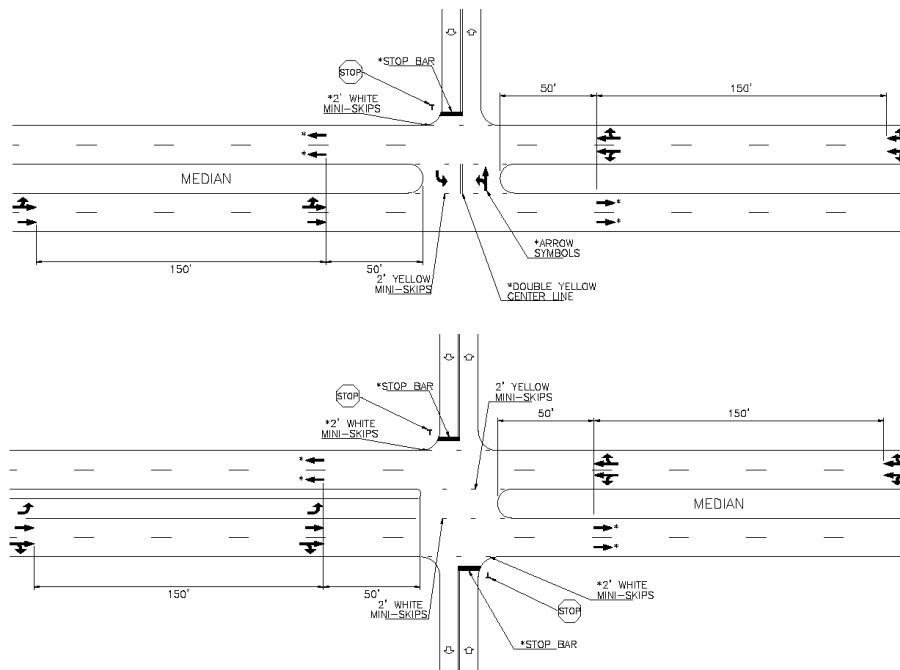 *STOP BAR
STOP
*2' WHITE
MINI-SKIPS
50'
150'
*
*
MEDIAN
*
*
*ARROW
SYMBOLS
150'
50'
2' YELLOW
MINI-SKIPS
*DOUBLE YELLOW
CENTER LINE
*STOP BAR
2' YELLOW
MINI-SKIPS
STOP
*2' WHITE
MINI-SKIPS
50'
150'
*
*
MEDIAN
*
*
*2' WHITE
MINI-SKIPS
150'
50'
2' WHITE
MINI-SKIPS
STOP
*STOP BAR